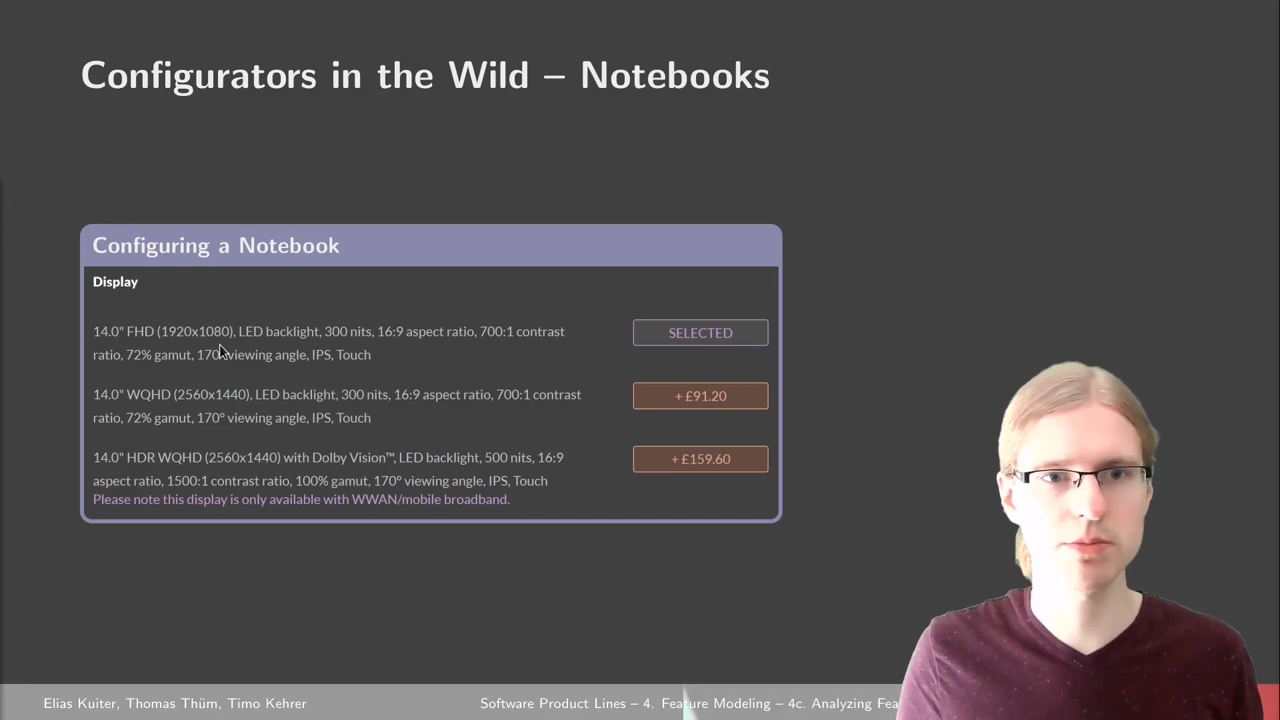 Configurators in the Wild – Notebooks
Configuring a Notebook
Display
14.0" FHD (1920x1080), LED backlight, 300 nits, 16:9 aspect ratio, 700:1 contrast
ratio, 72% gamut, 170° viewing angle, IPS, Touch
SELECTED
14.0" WQHD (2560x1440), LED backlight, 300 nits, 16:9 aspect ratio, 700:1 contrast
ratio, 72% gamut, 170° viewing angle, IPS, Touch
+ £91.20
14.0" HDR WQHD (2560x1440) with Dolby Vision™, LED backlight, 500 nits, 16:9
aspect ratio, 1500:1 contrast ratio, 100% gamut, 170° viewing angle, IPS, Touch
Please note this display is only available with WWAN/mobile broadband.
+ £159.60
Elias Kuiter, Thomas Thüm, Timo Kehrer
Software Product Lines – 4. Feature Modeling – 4c. Analyzing Fea